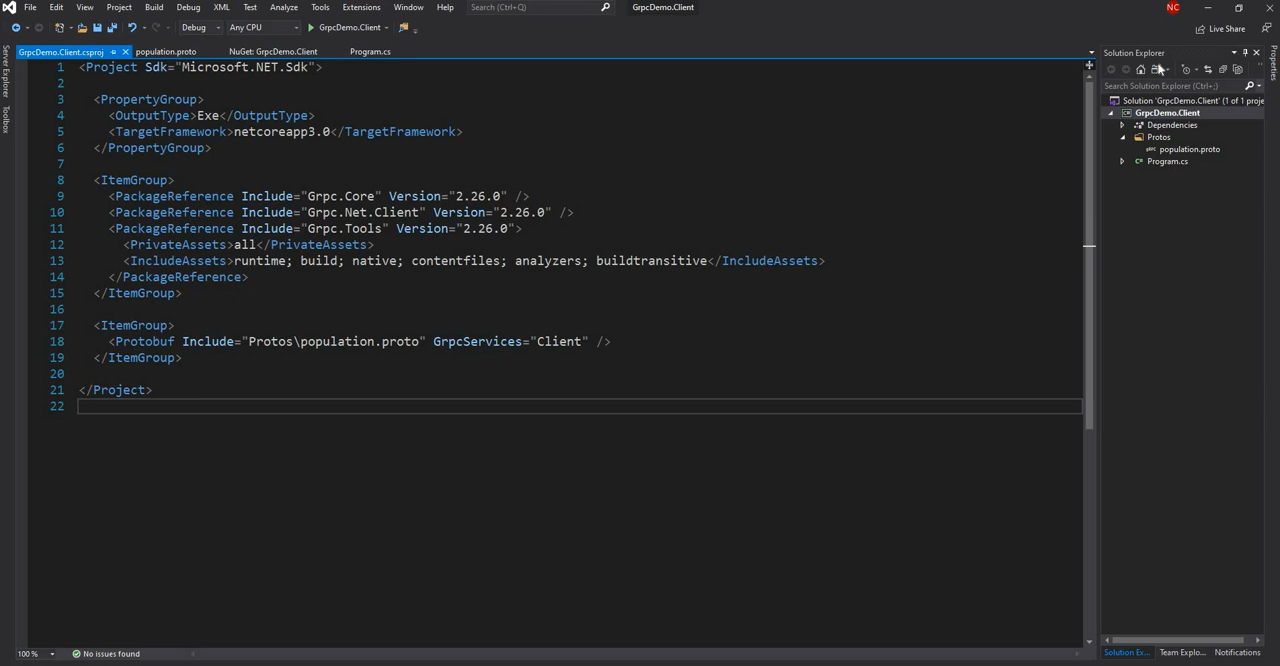 File Edit View Project Build Debug XML Test Analyze Tools Extensions Window Help Search (Ctrl+Q) GrpcDemo.Client NC
Debug Any CPU GrpcDemo.Client Live Share
GrpcDemo.Client.csproj population.proto NuGet: GrpcDemo.Client Program.cs
1 <Project Sdk="Microsoft.NET.Sdk">
2
3 <PropertyGroup>
4 <OutputType>Exe</OutputType>
5 <TargetFramework>netcoreapp3.0</TargetFramework>
6 </PropertyGroup>
7
8 <ItemGroup>
9 <PackageReference Include="Grpc.Core" Version="2.26.0" />
10 <PackageReference Include="Grpc.Net.Client" Version="2.26.0" />
11 <PackageReference Include="Grpc.Tools" Version="2.26.0">
12 <PrivateAssets>all</PrivateAssets>
13 <IncludeAssets>runtime; build; native; contentfiles; analyzers; buildtransitive</IncludeAssets>
14 </PackageReference>
15 </ItemGroup>
16
17 <ItemGroup>
18 <Protobuf Include="Protos\population.proto" GrpcServices="Client" />
19 </ItemGroup>
20
21 </Project>
22
Server Explorer
Toolbox
Solution Explorer
Search Solution Explorer (Ctrl+;)
Solution 'GrpcDemo.Client' (1 of 1 proje
GrpcDemo.Client
Dependencies
Protos
population.proto
Program.cs
Properties
Solution Ex... Team Explo... Notifications
100 % No issues found